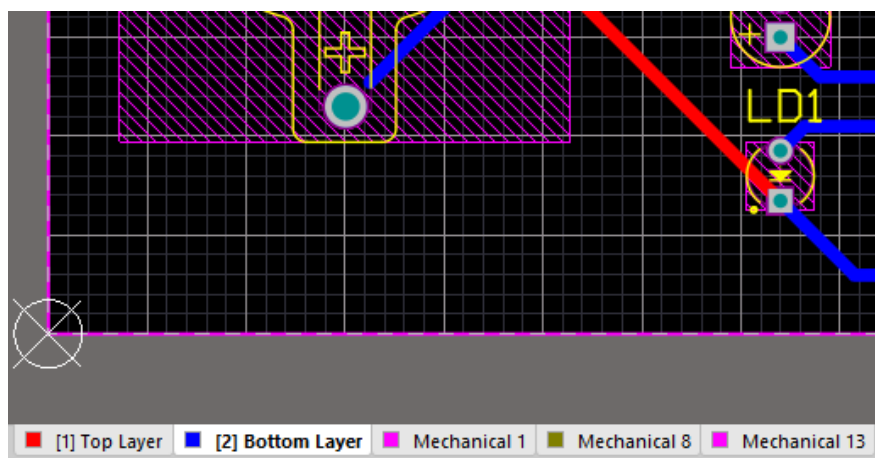 +
+
LD1
[1] Top Layer [2] Bottom Layer Mechanical 1 Mechanical 8 Mechanical 13